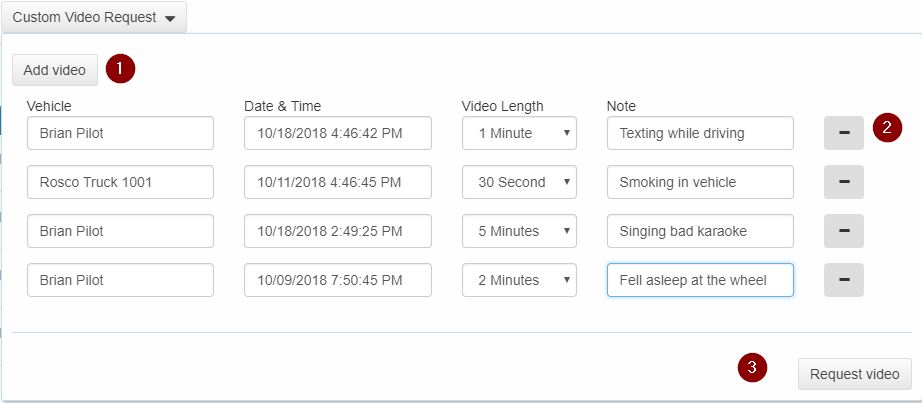 Custom Video Request
Add video 1
Vehicle Date & Time Video Length Note
Brian Pilot 10/18/2018 4:46:42 PM 1 Minute Texting while driving 2
Rosco Truck 1001 10/11/2018 4:46:45 PM 30 Second Smoking in vehicle
Brian Pilot 10/18/2018 2:49:25 PM 5 Minutes Singing bad karaoke
Brian Pilot 10/09/2018 7:50:45 PM 2 Minutes Fell asleep at the wheel
3 Request video